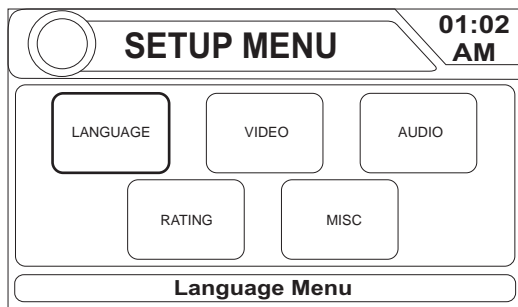 SETUP MENU
01:02
AM
LANGUAGE
VIDEO
AUDIO
RATING
MISC
Language Menu